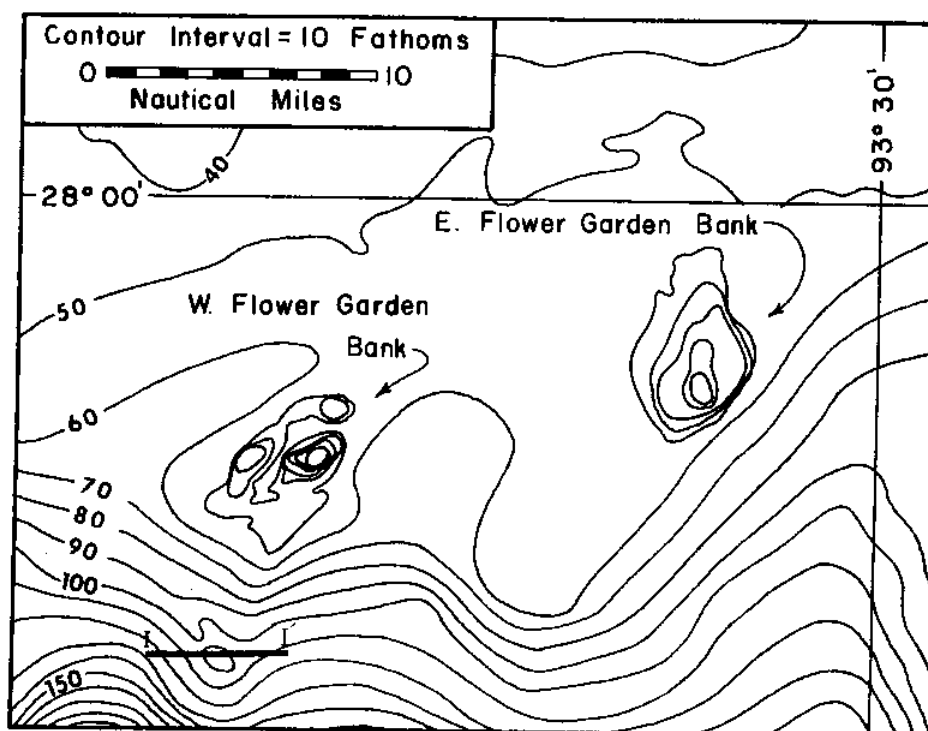 Contour Interval = 10 Fathoms
0 10
Nautical Miles
93° 30'
40
28° 00'
E. Flower Garden Bank
50
W. Flower Garden
Bank
60
70
80
90
100
I I'
150